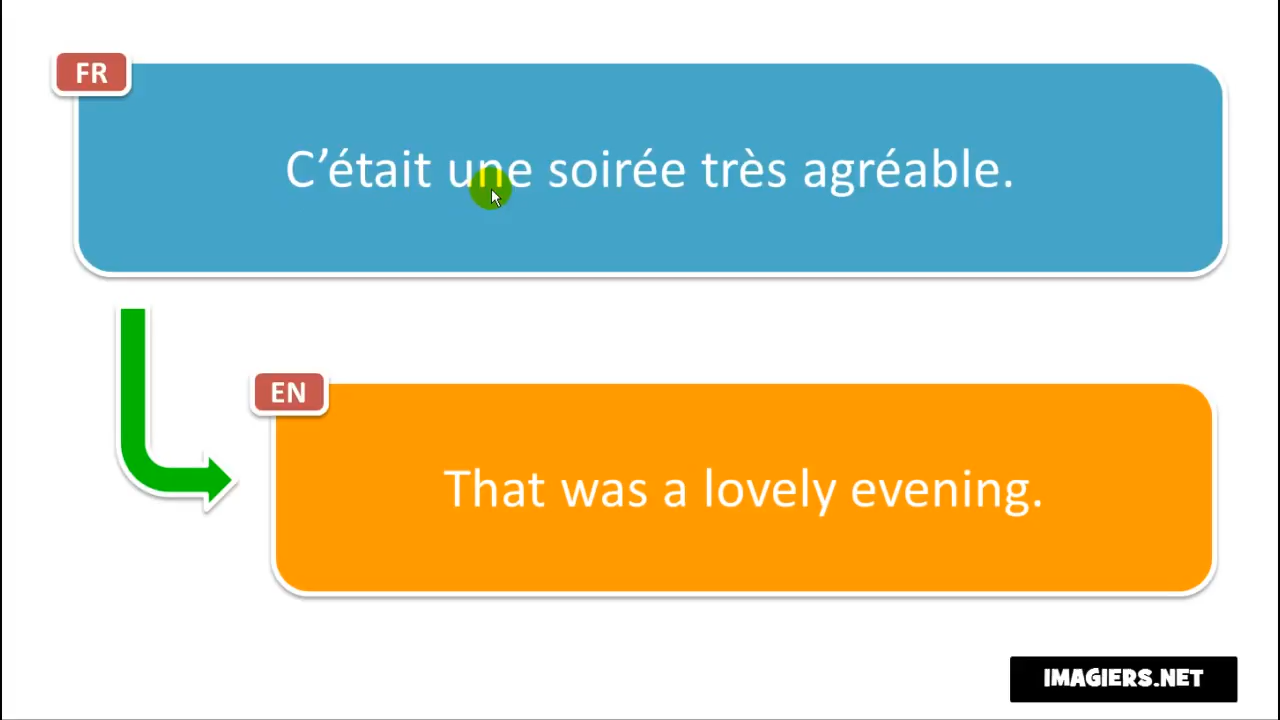 FR
C’était une soirée très agréable.
EN
That was a lovely evening.
IMAGIERS.NET